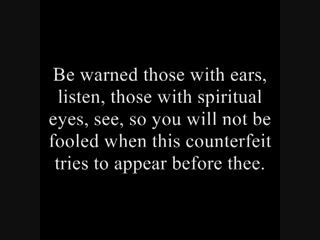 Be warned those with ears,
listen, those with spiritual
eyes, see, so you will not be
fooled when this counterfeit
tries to appear before thee.